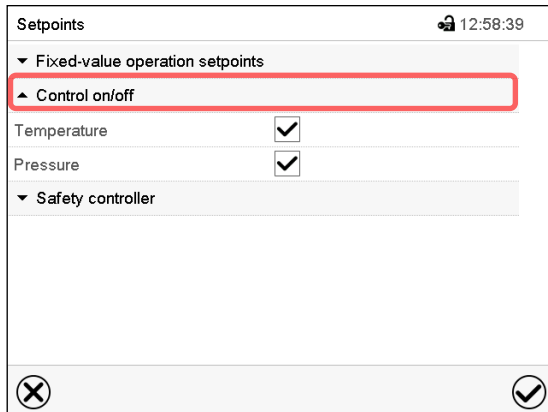 Setpoints 12:58:39
Fixed-value operation setpoints
Control on/off
Temperature
Pressure
Safety controller